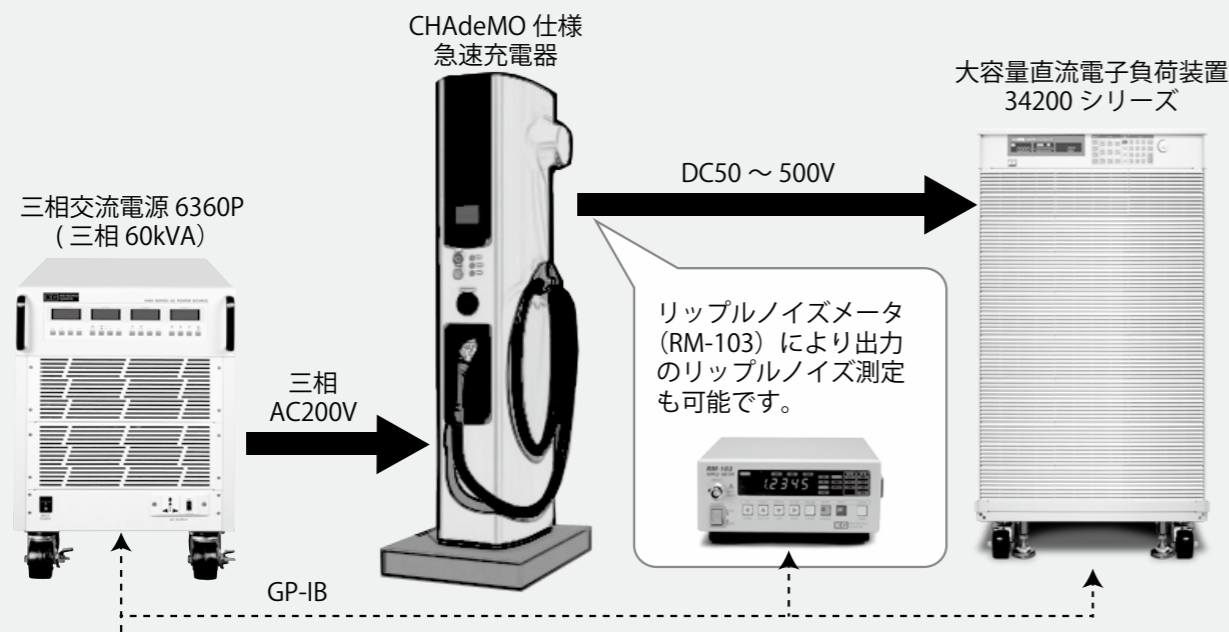 CHAdeMO 仕様
急速充電器
大容量直流電子負荷装置
34200 シリーズ
DC50 ～ 500V
三相交流電源 6360P
( 三相 60kVA）
三相
AC200V
リップルノイズメータ
（RM-103）により出力
のリップルノイズ測定
も可能です。
RM-103
12345
GP-IB